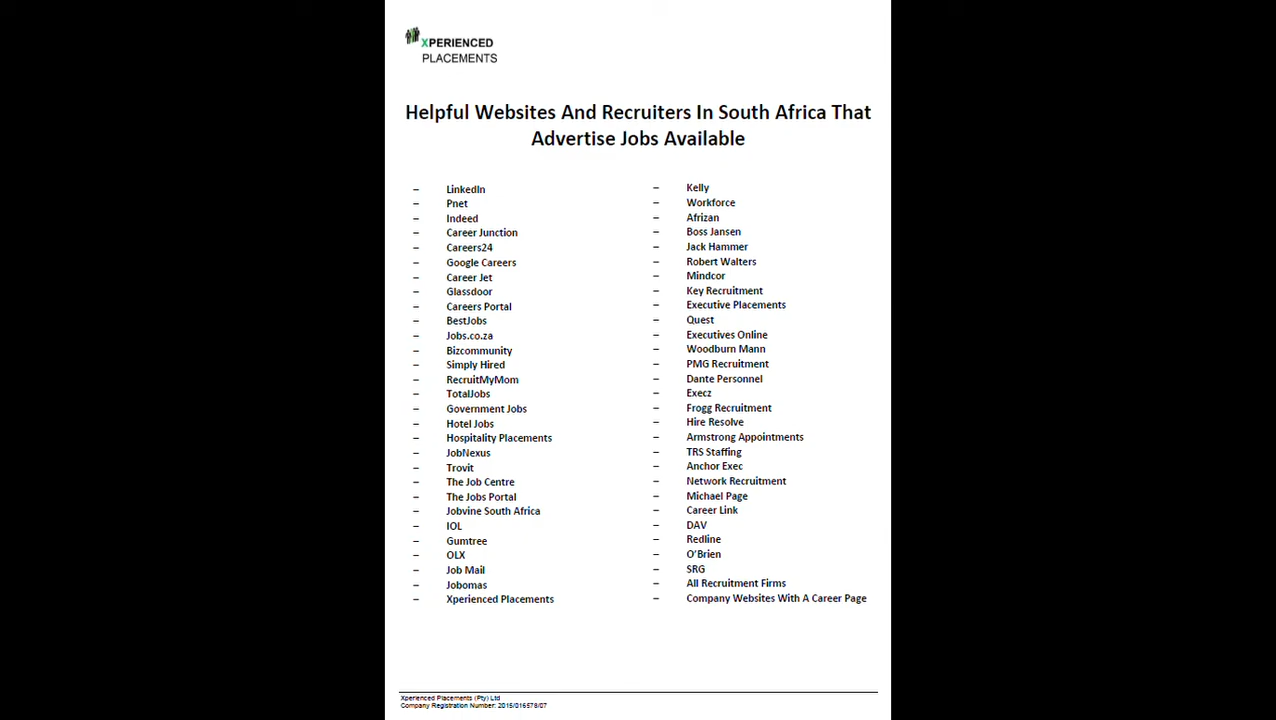 XPERIENCED
PLACEMENTS
Helpful Websites And Recruiters In South Africa That
Advertise Jobs Available
– LinkedIn
– Pnet
– Indeed
– Career Junction
– Careers24
– Google Careers
– Career Jet
– Glassdoor
– Careers Portal
– BestJobs
– Jobs.co.za
– Bizcommunity
– Simply Hired
– RecruitMyMom
– TotalJobs
– Government Jobs
– Hotel Jobs
– Hospitality Placements
– JobNexus
– Trovit
– The Job Centre
– The Jobs Portal
– Jobvine South Africa
– IOL
– Gumtree
– OLX
– Job Mail
– Jobomas
– Xperienced Placements
– Kelly
– Workforce
– Afrizan
– Boss Jansen
– Jack Hammer
– Robert Walters
– Mindcor
– Key Recruitment
– Executive Placements
– Quest
– Executives Online
– Woodburn Mann
– PMG Recruitment
– Dante Personnel
– Execz
– Frogg Recruitment
– Hire Resolve
– Armstrong Appointments
– TRS Staffing
– Anchor Exec
– Network Recruitment
– Michael Page
– Career Link
– DAV
– Redline
– O'Brien
– SRG
– All Recruitment Firms
– Company Websites With A Career Page
Xperienced Placements (Pty) Ltd
Company Registration Number: 2015/016578/07